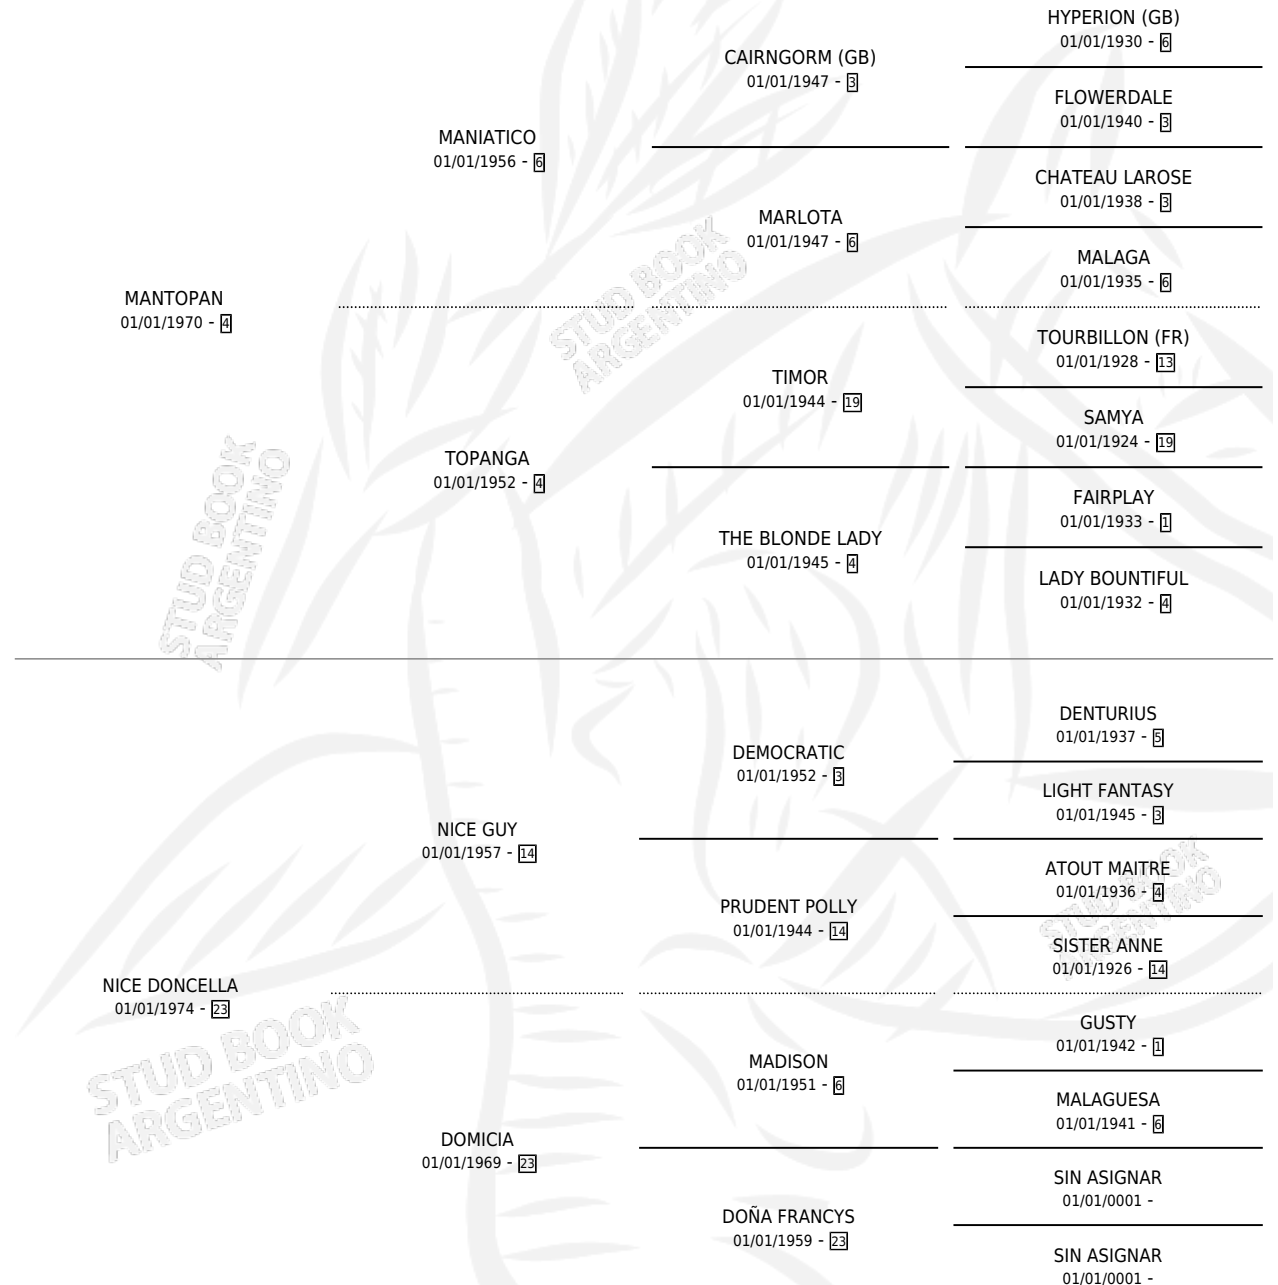 HYPERION (GB)
01/01/1930 - 6
CAIRNGORM (GB)
01/01/1947 - 3
FLOWERDALE
01/01/1940 - 3
MANIATICO
01/01/1956 - 6
CHATEAU LAROSE
01/01/1938 - 3
MARLOTA
01/01/1947 - 6
MALAGA
01/01/1935 - 6
MANTOPAN
01/01/1970 - 4
STUD BOOK
ARGENTINO
TOURBILLON (FR)
01/01/1928 - 13
TIMOR
01/01/1944 - 19
SAMYA
01/01/1924 - 19
TOPANGA
01/01/1952 - 4
FAIRPLAY
01/01/1933 - 1
THE BLONDE LADY
01/01/1945 - 4
LADY BOUNTIFUL
01/01/1932 - 4
STUD BOOK
ARGENTINO
DENTURIUS
01/01/1937 - 5
DEMOCRATIC
01/01/1952 - 3
LIGHT FANTASY
01/01/1945 - 3
NICE GUY
01/01/1957 - 14
ATOUT MAITRE
01/01/1936 - 4
PRUDENT POLLY
01/01/1944 - 14
STUD BOOK
ARGENTINO
SISTER ANNE
01/01/1926 - 14
NICE DONCELLA
01/01/1974 - 23
GUSTY
01/01/1942 - 1
STUD BOOK
ARGENTINO
MADISON
01/01/1951 - 6
MALAGUESA
01/01/1941 - 6
DOMICIA
01/01/1969 - 23
SIN ASIGNAR
01/01/0001 -
DOÑA FRANCYS
01/01/1959 - 23
SIN ASIGNAR
01/01/0001 -